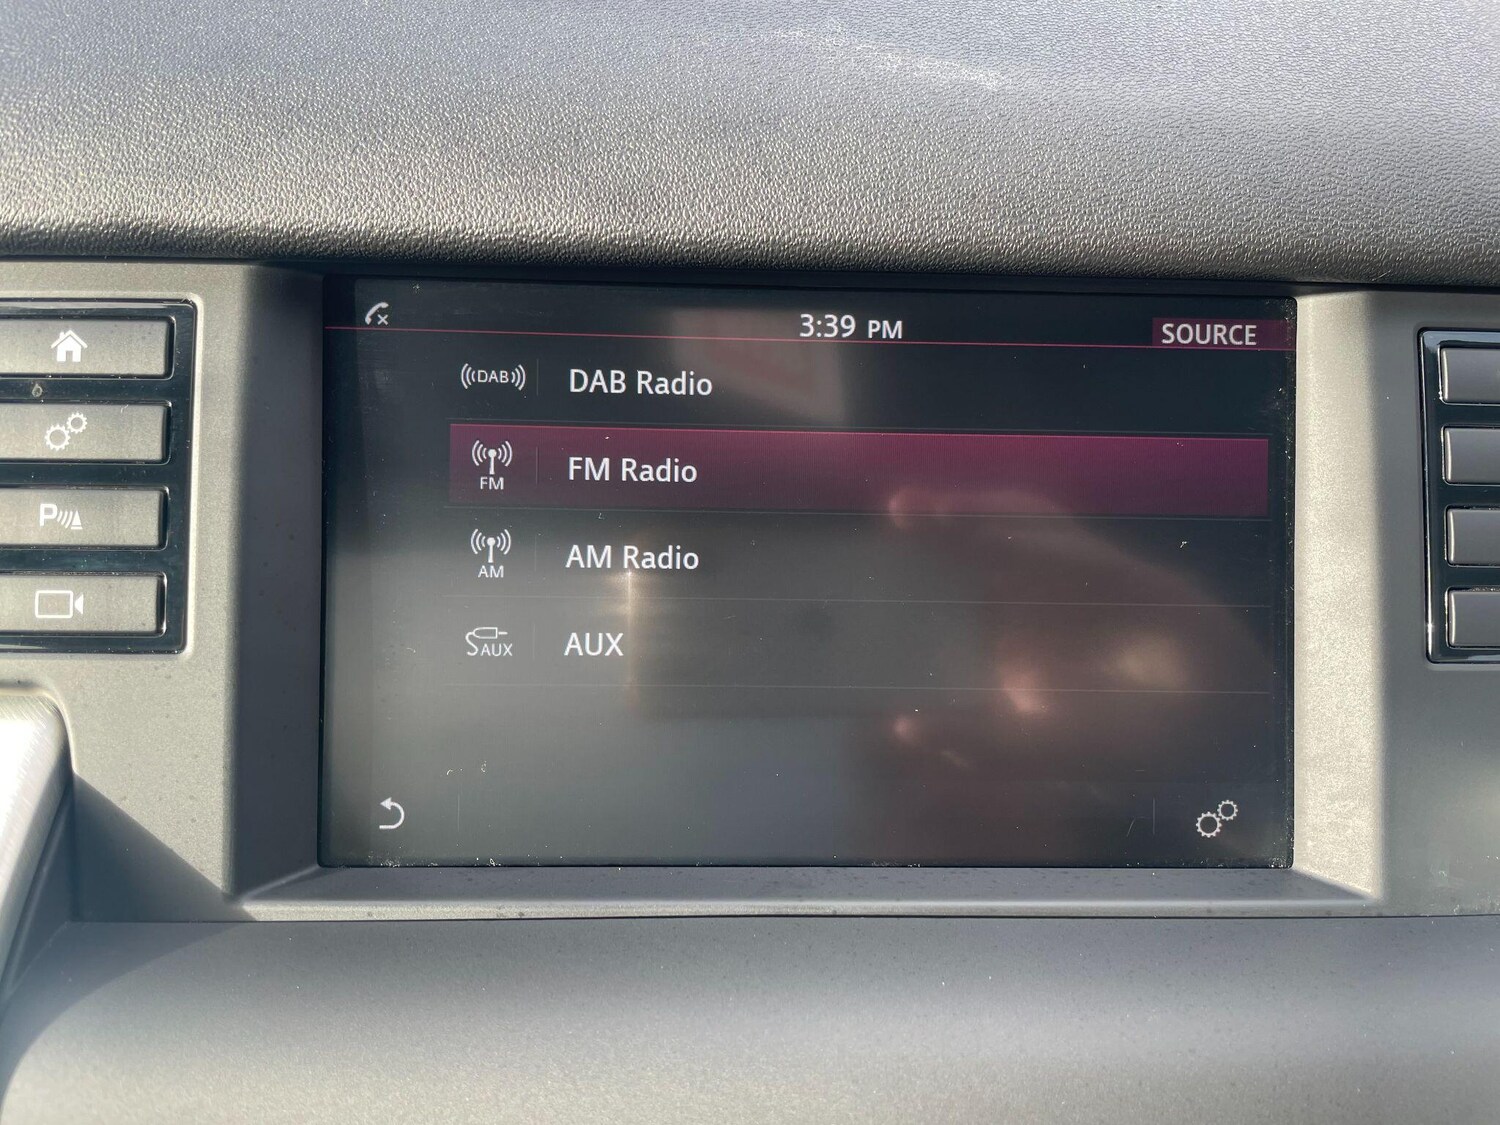 3:39 PM
SOURCE
DAB
DAB Radio
FM
FM Radio
AM
AM Radio
AUX
AUX
P